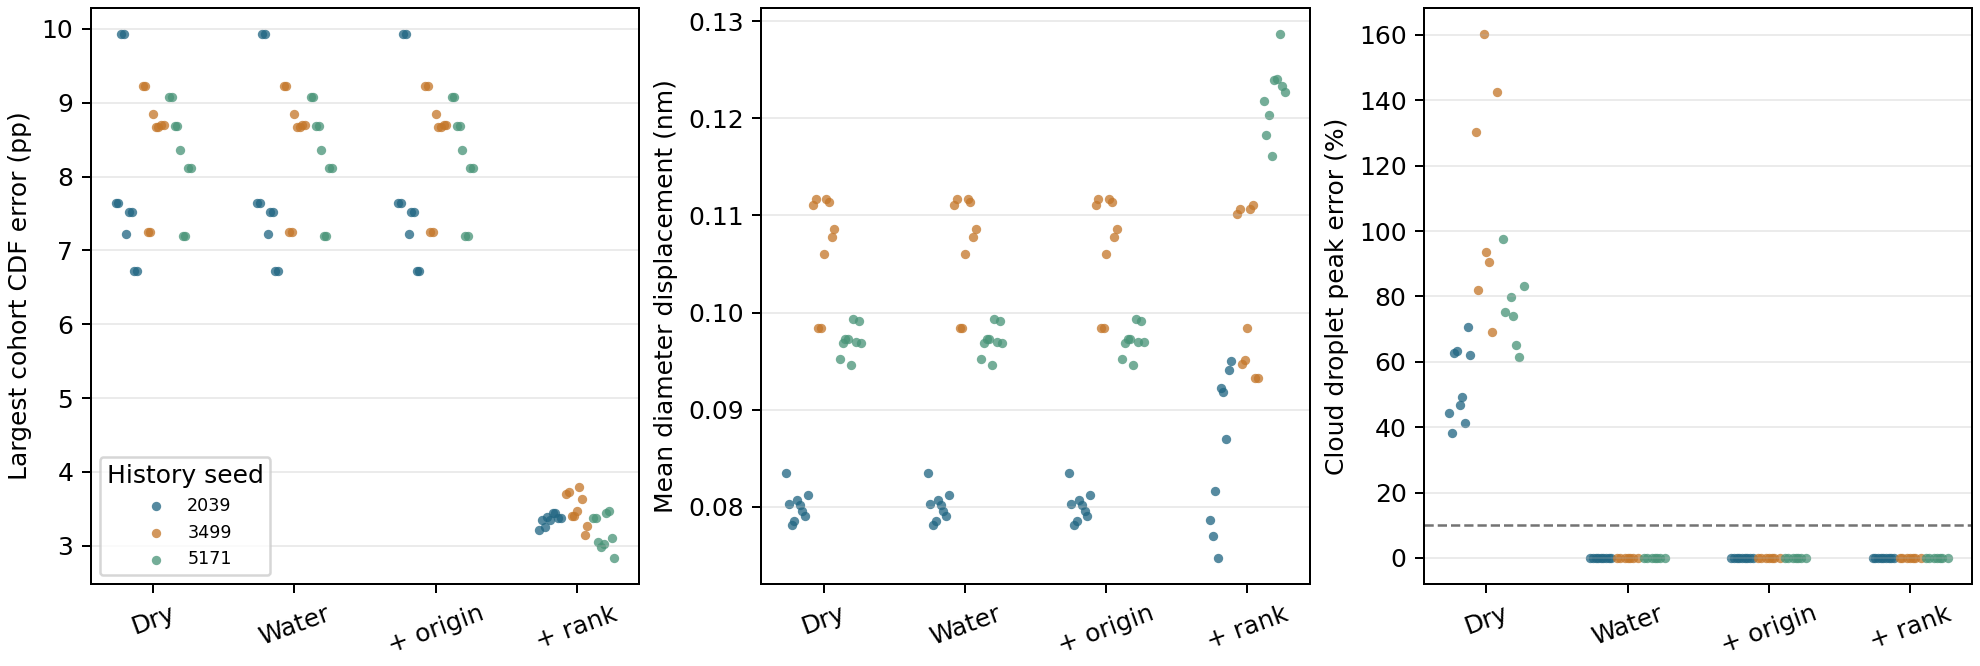 Largest cohort CDF error (pp)
10
9
8
7
6
5
4
3
History seed
2039
3499
5171
Dry
Water
+ origin
+ rank
Mean diameter displacement (nm)
0.13
0.12
0.11
0.10
0.09
0.08
Dry
Water
+ origin
+ rank
Cloud droplet peak error (%)
160
140
120
100
80
60
40
20
0
Dry
Water
+ origin
+ rank